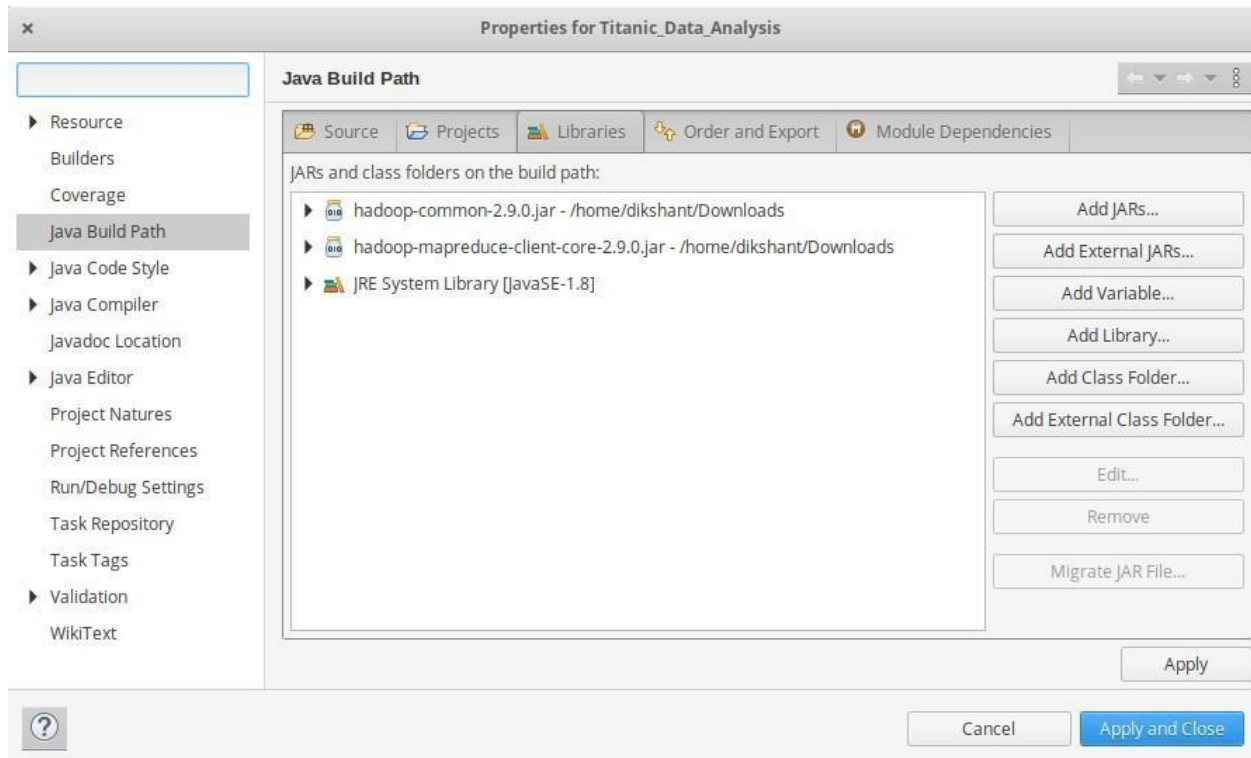 Properties for Titanic_Data_Analysis
Java Build Path
Resource
Builders
Coverage
Java Build Path
Java Code Style
Java Compiler
Javadoc Location
Java Editor
Project Natures
Project References
Run/Debug Settings
Task Repository
Task Tags
Validation
WikiText
Source Projects Libraries Order and Export Module Dependencies
JARs and class folders on the build path:
hadoop-common-2.9.0.jar - /home/dikshant/Downloads
hadoop-mapreduce-client-core-2.9.0.jar - /home/dikshant/Downloads
JRE System Library [JavaSE-1.8]
Add JARs...
Add External JARs...
Add Variable...
Add Library...
Add Class Folder...
Add External Class Folder...
Edit...
Remove
Migrate JAR File...
Apply
Cancel
Apply and Close